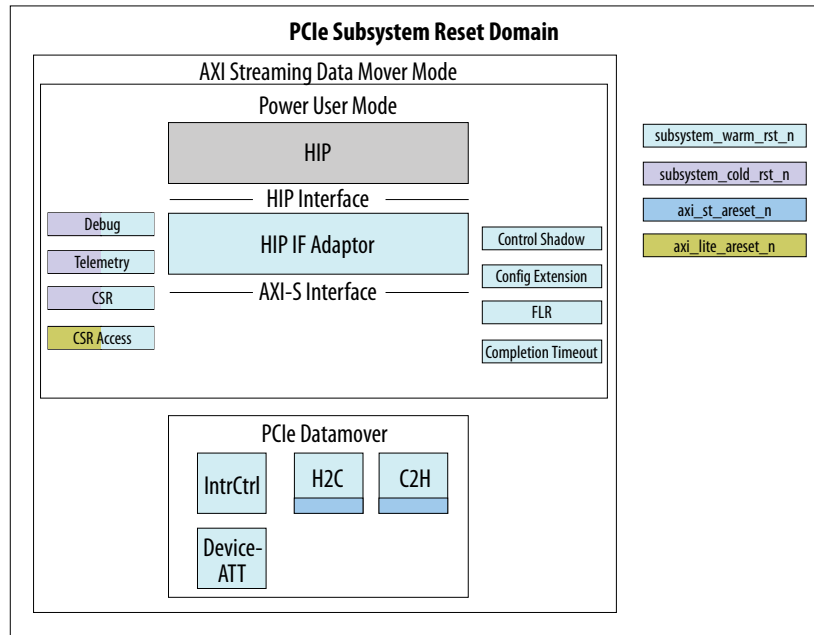 PCIe Subsystem Reset Domain
AXI Streaming Data Mover Mode
Power User Mode
HIP
HIP Interface
HIP IF Adaptor
AXI-S Interface
Debug
Telemetry
CSR
CSR Access
Control Shadow
Config Extension
FLR
Completion Timeout
PCIe Datamover
IntrCtrl
H2C
C2H
Device-
ATT
subsystem_warm_rst_n
subsystem_cold_rst_n
axi_st_areset_n
axi_lite_areset_n